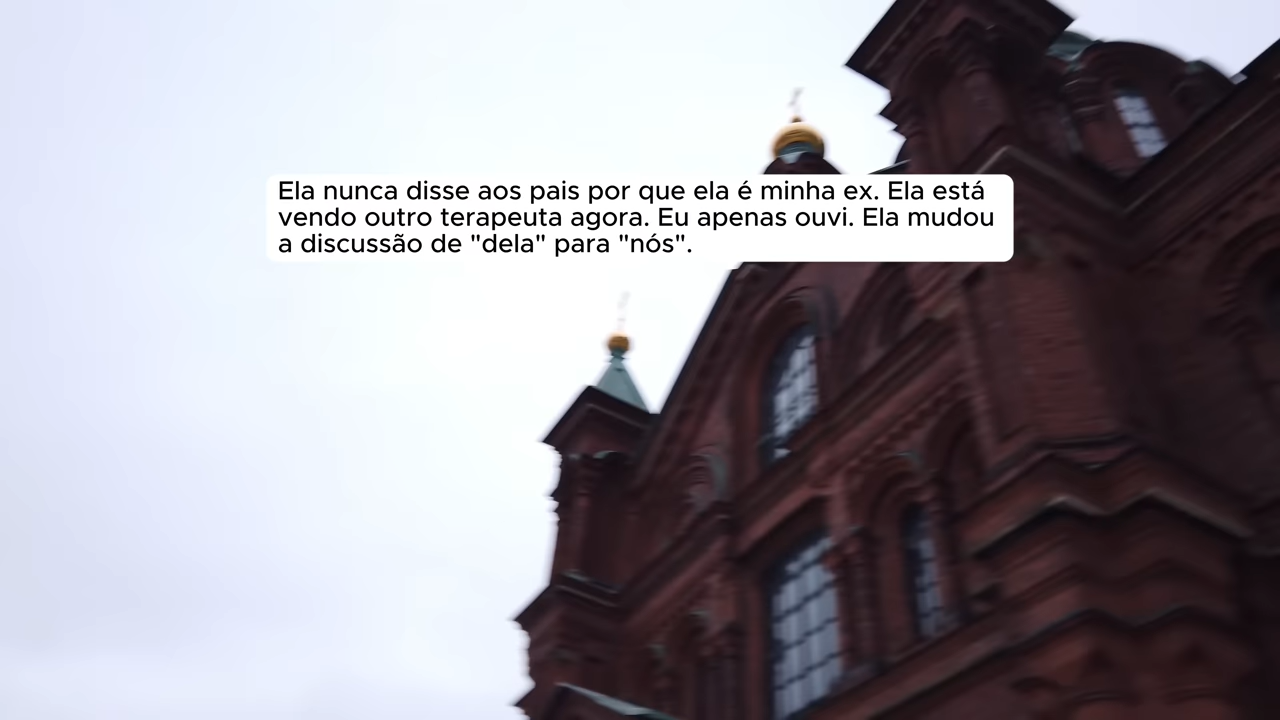 Ela nunca disse aos pais por que ela é minha ex. Ela está
vendo outro terapeuta agora. Eu apenas ouvi. Ela mudou
a discussão de "dela" para "nós".